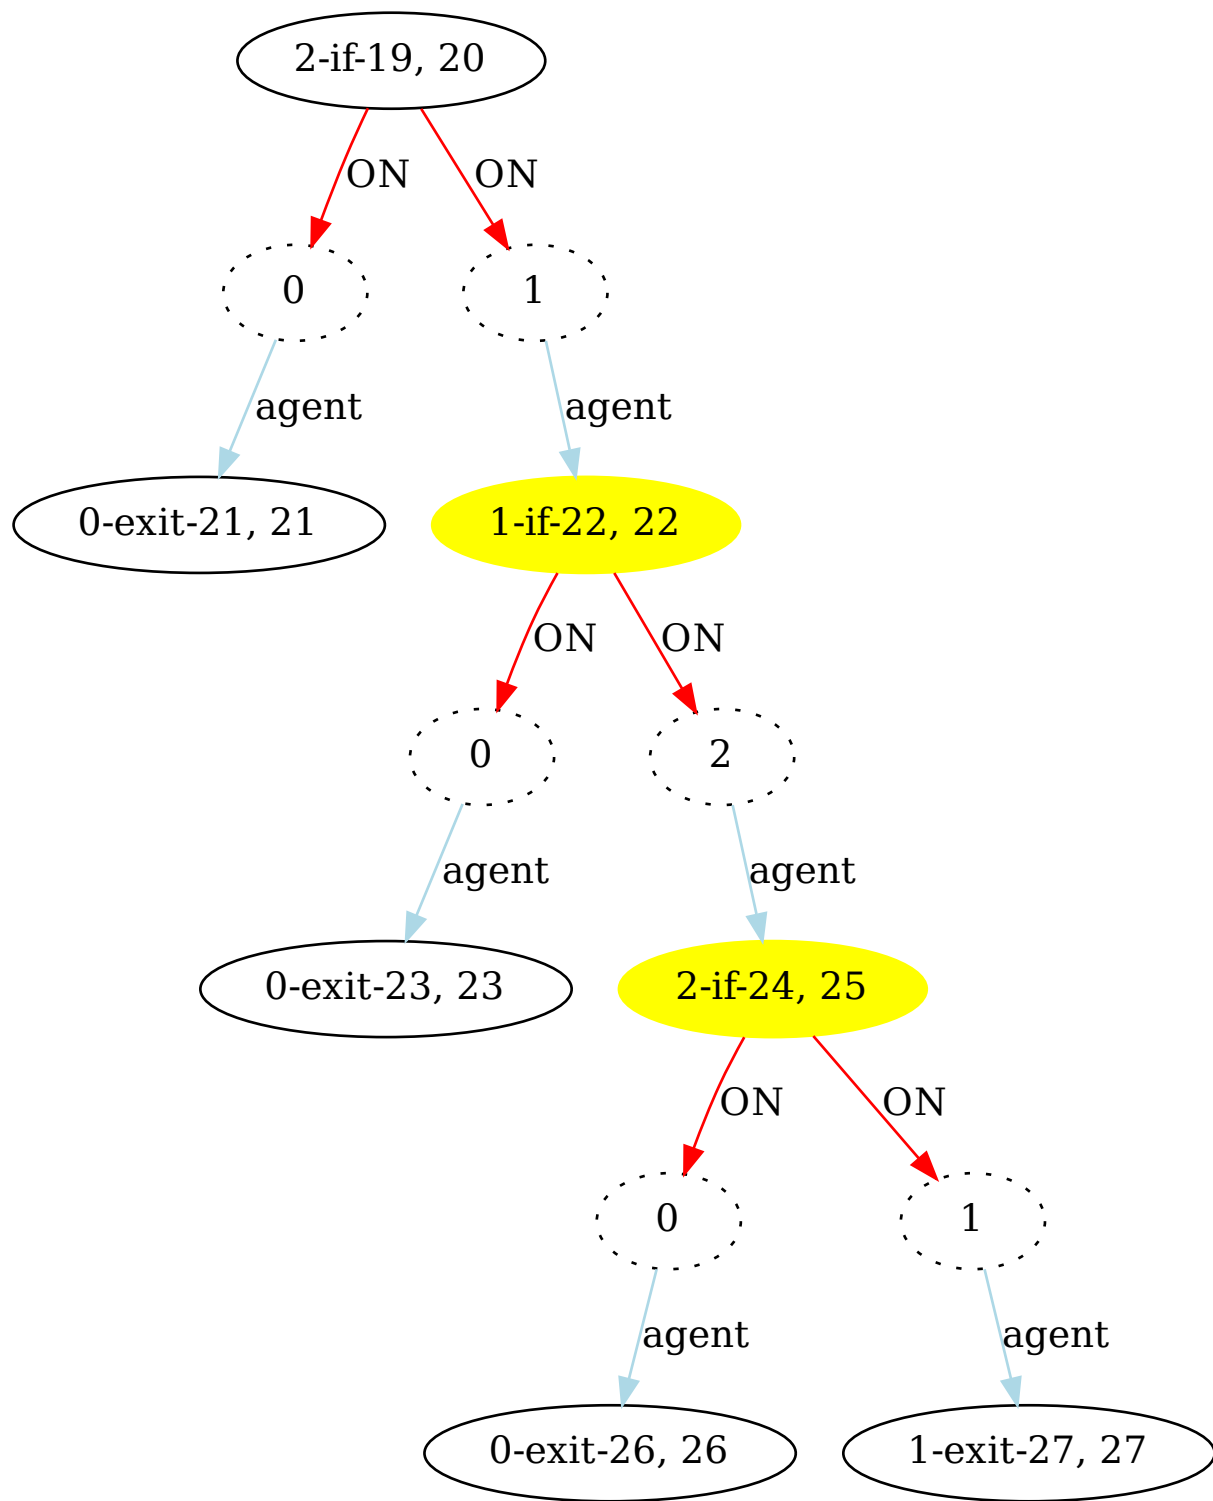 2-if-19, 20
ON
ON
0
1
agent
agent
0-exit-21, 21
1-if-22, 22
ON
ON
0
2
agent
agent
0-exit-23, 23
2-if-24, 25
ON
ON
0
1
agent
agent
0-exit-26, 26
1-exit-27, 27